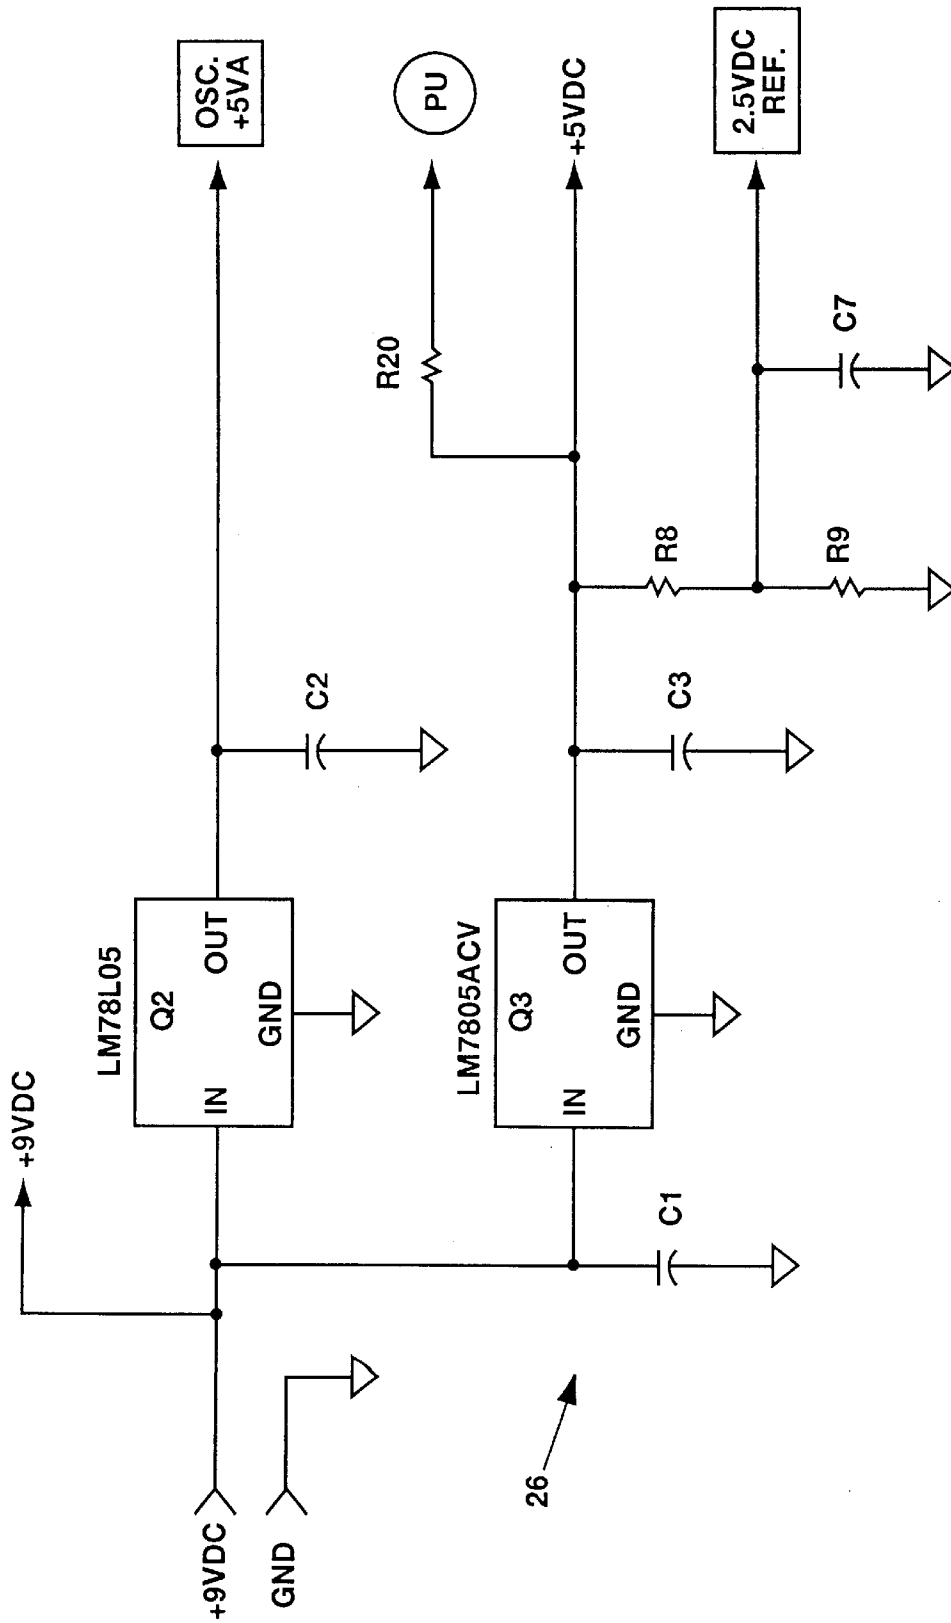 +9VDC
GND
+9VDC
LM78L05
Q2
IN
OUT
GND
C2
OSC.
+5VA
LM7805ACV
Q3
IN
OUT
GND
C1
C3
R20
PU
+5VDC
R8
R9
C7
2.5VDC
REF.
26